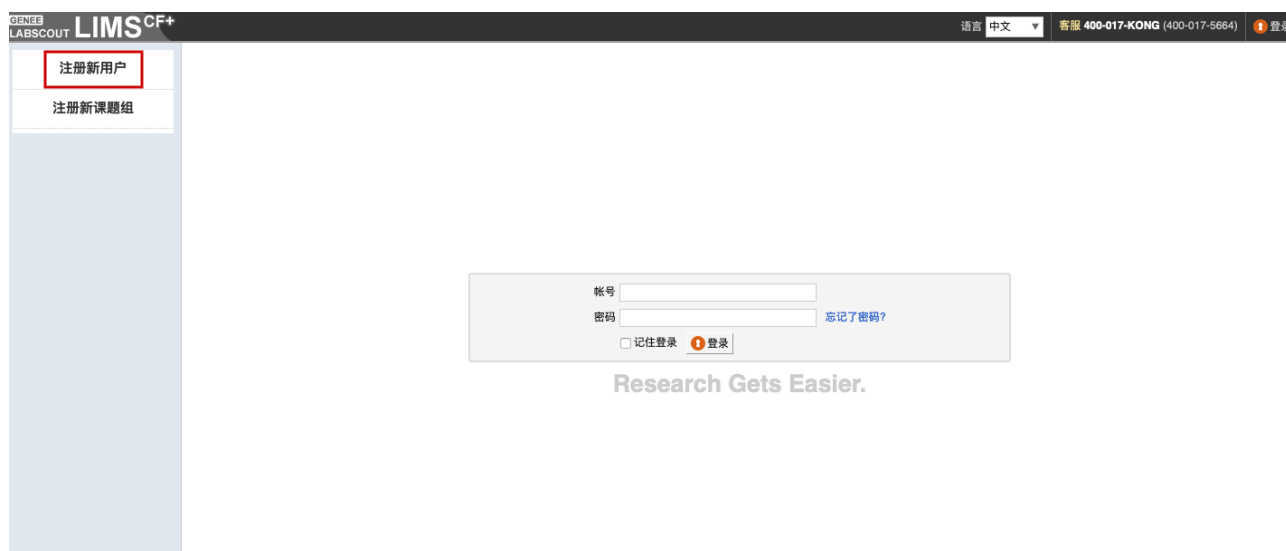 GENEE
LABSCOUT LIMS CF+
语言 中文 客服 400-017-KONG (400-017-5664) 登录
注册新用户
注册新课题组
帐号
密码 忘记了密码?
记住登录 登录
Research Gets Easier.